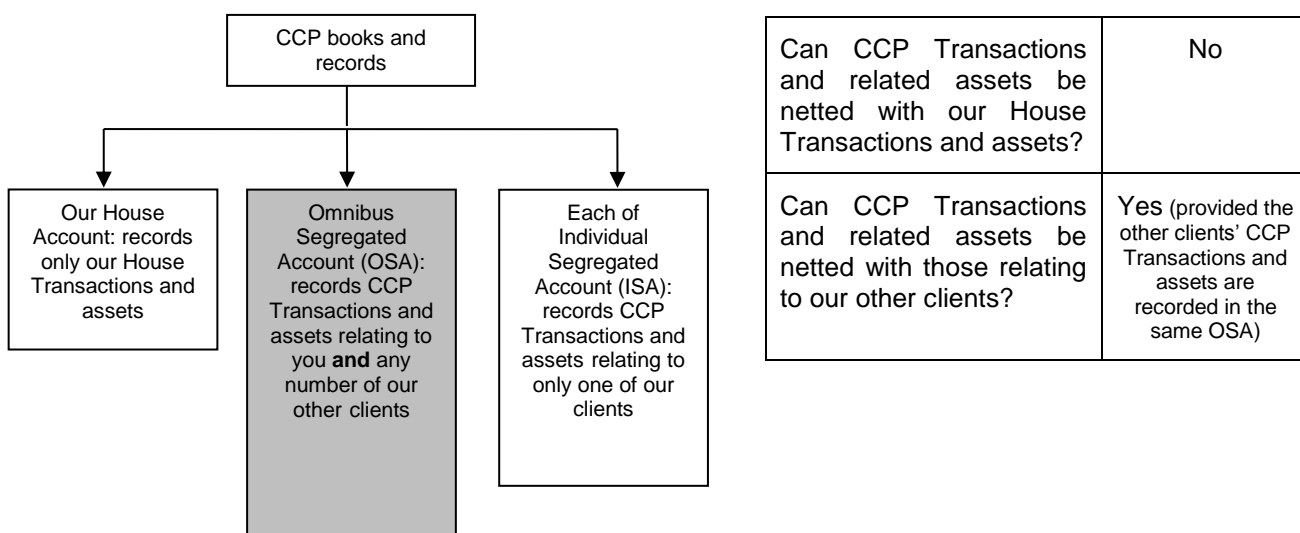 CCP books and
records
Our House
Account: records
only our House
Transactions and
assets
Omnibus
Segregated
Account (OSA):
records CCP
Transactions and
assets relating to
you and any
number of our
other clients
Each of
Individual
Segregated
Account (ISA):
records CCP
Transactions and
assets relating to
only one of our
clients
Can CCP Transactions
and related assets be
netted with our House
Transactions and assets?
No
Can CCP Transactions
and related assets be
netted with those relating
to our other clients?
Yes (provided the
other clients’ CCP
Transactions and
assets are
recorded in the
same OSA)